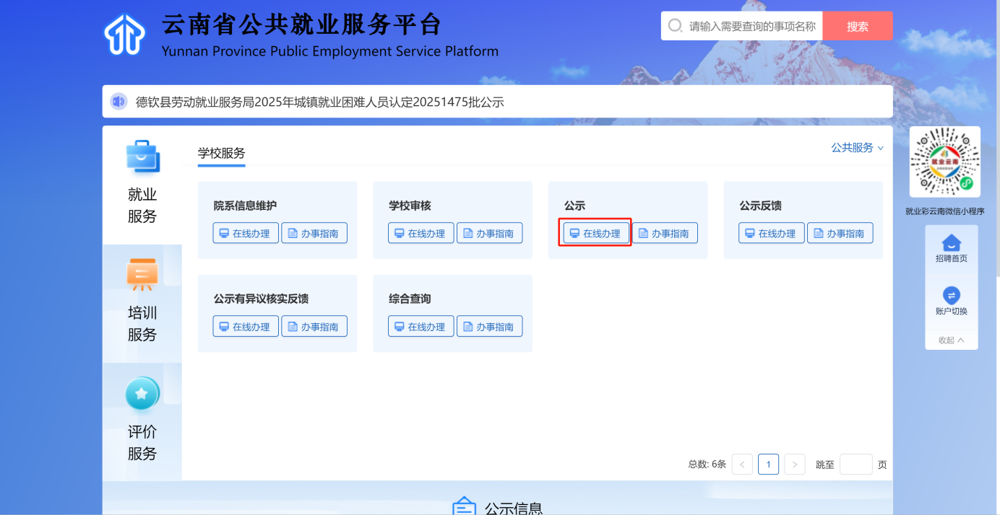 云南省公共就业服务平台
Yunnan Province Public Employment Service Platform
请输入需要查询的事项名称
搜索
德钦县劳动就业服务局2025年城镇就业困难人员认定20251475批公示
就业
服务
培训
服务
评价
服务
学校服务
公共服务
院系信息维护
在线办理 办事指南
学校审核
在线办理 办事指南
公示
在线办理 办事指南
公示反馈
在线办理 办事指南
公示有异议核实反馈
在线办理 办事指南
综合查询
在线办理 办事指南
总数: 6条 < 1 > 跳至 页
公示信息
就业云南
就业彩云南微信小程序
招聘首页
账户切换
收起